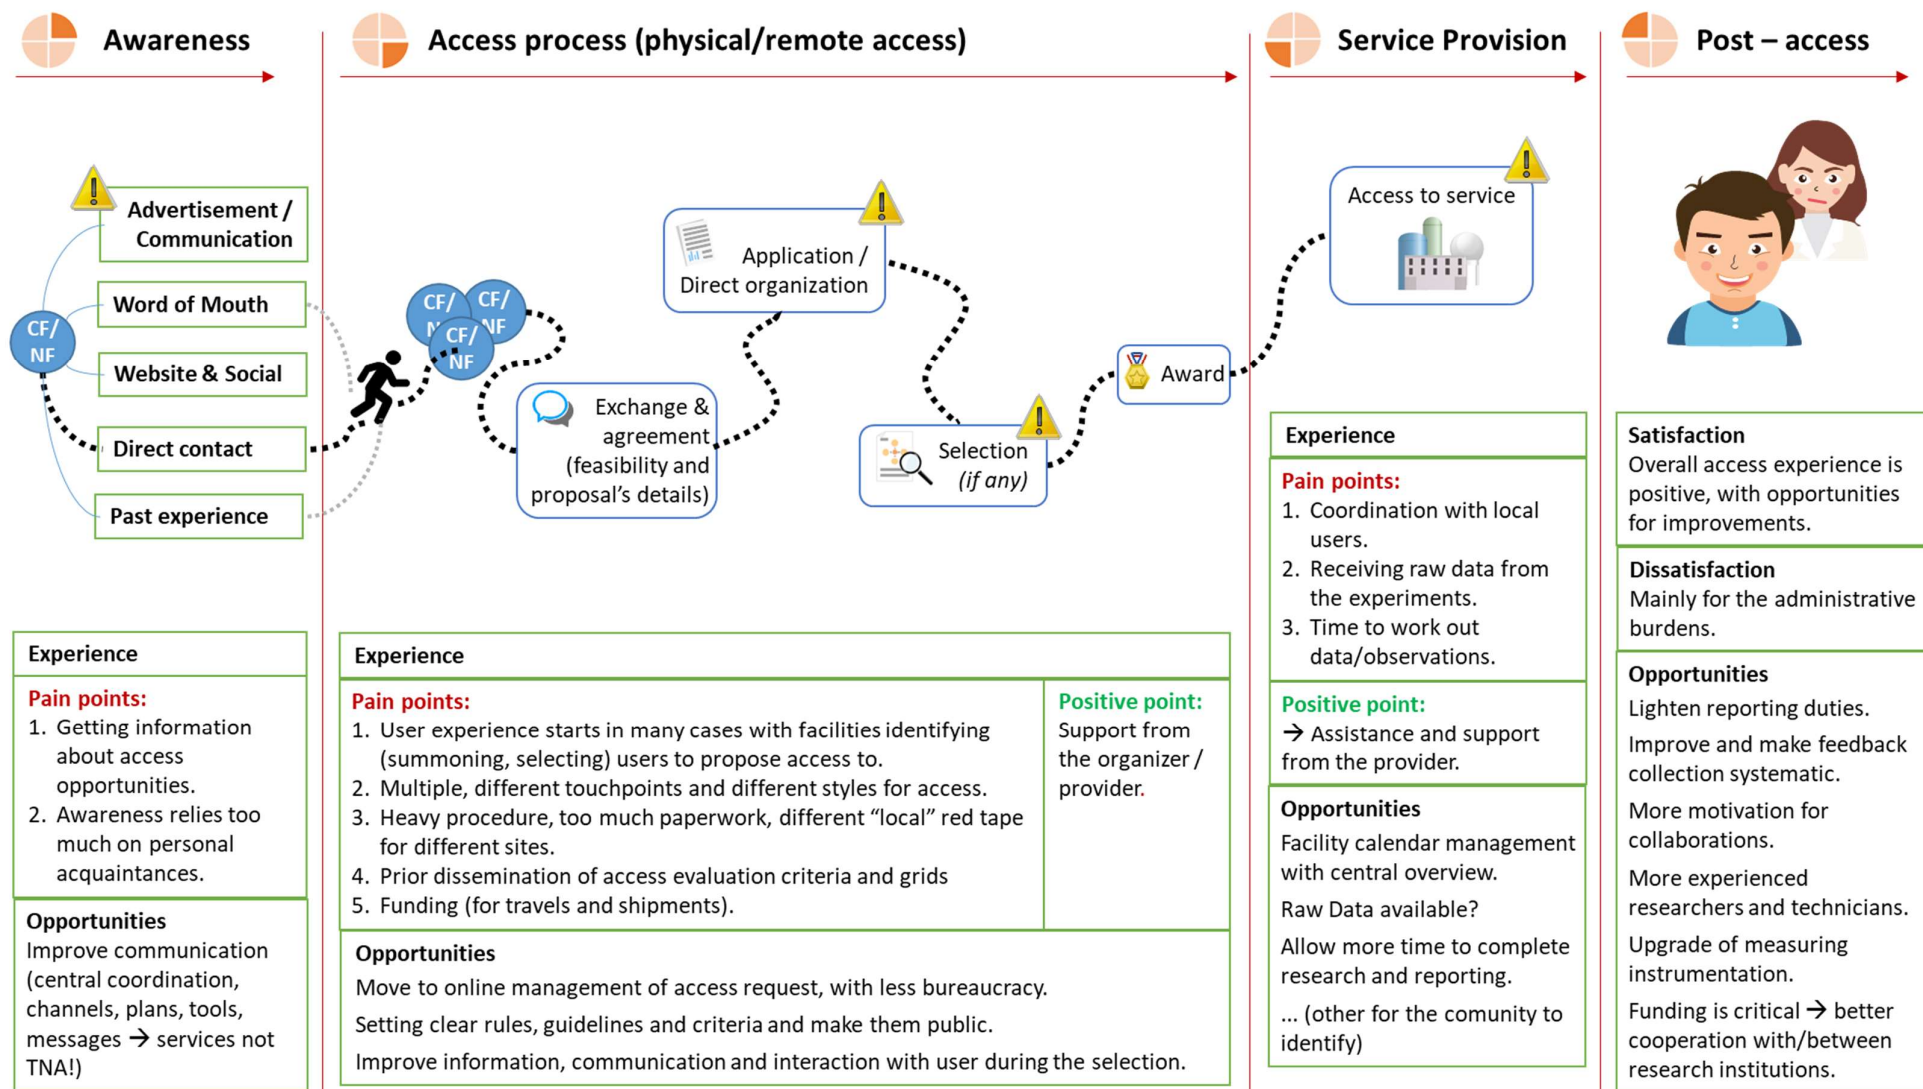 Awareness
Access process (physical/remote access)
Service Provision
Post – access
Advertisement /
Communication
Word of Mouth
CF/
NF
Website & Social
Direct contact
Past experience
CF/
CF/
NF
CF/
NF
Exchange &
agreement
(feasibility and
proposal's details)
Application /
Direct organization
Selection
(if any)
Award
Access to service
Experience
Pain points:
1. Getting information
about access
opportunities.
2. Awareness relies too
much on personal
acquaintances.
Opportunities
Improve communication
(central coordination,
channels, plans, tools,
messages → services not
TNA!)
Experience
Pain points:
1. User experience starts in many cases with facilities identifying
(summoning, selecting) users to propose access to.
2. Multiple, different touchpoints and different styles for access.
3. Heavy procedure, too much paperwork, different “local” red tape
for different sites.
4. Prior dissemination of access evaluation criteria and grids
5. Funding (for travels and shipments).
Positive point:
Support from
the organizer /
provider.
Opportunities
Move to online management of access request, with less bureaucracy.
Setting clear rules, guidelines and criteria and make them public.
Improve information, communication and interaction with user during the selection.
Experience
Pain points:
1. Coordination with local
users.
2. Receiving raw data from
the experiments.
3. Time to work out
data/observations.
Positive point:
→ Assistance and support
from the provider.
Opportunities
Facility calendar management
with central overview.
Raw Data available?
Allow more time to complete
research and reporting.
... (other for the comunity to
identify)
Satisfaction
Overall access experience is
positive, with opportunities
for improvements.
Dissatisfaction
Mainly for the administrative
burdens.
Opportunities
Lighten reporting duties.
Improve and make feedback
collection systematic.
More motivation for
collaborations.
More experienced
researchers and technicians.
Upgrade of measuring
instrumentation.
Funding is critical → better
cooperation with/between
research institutions.